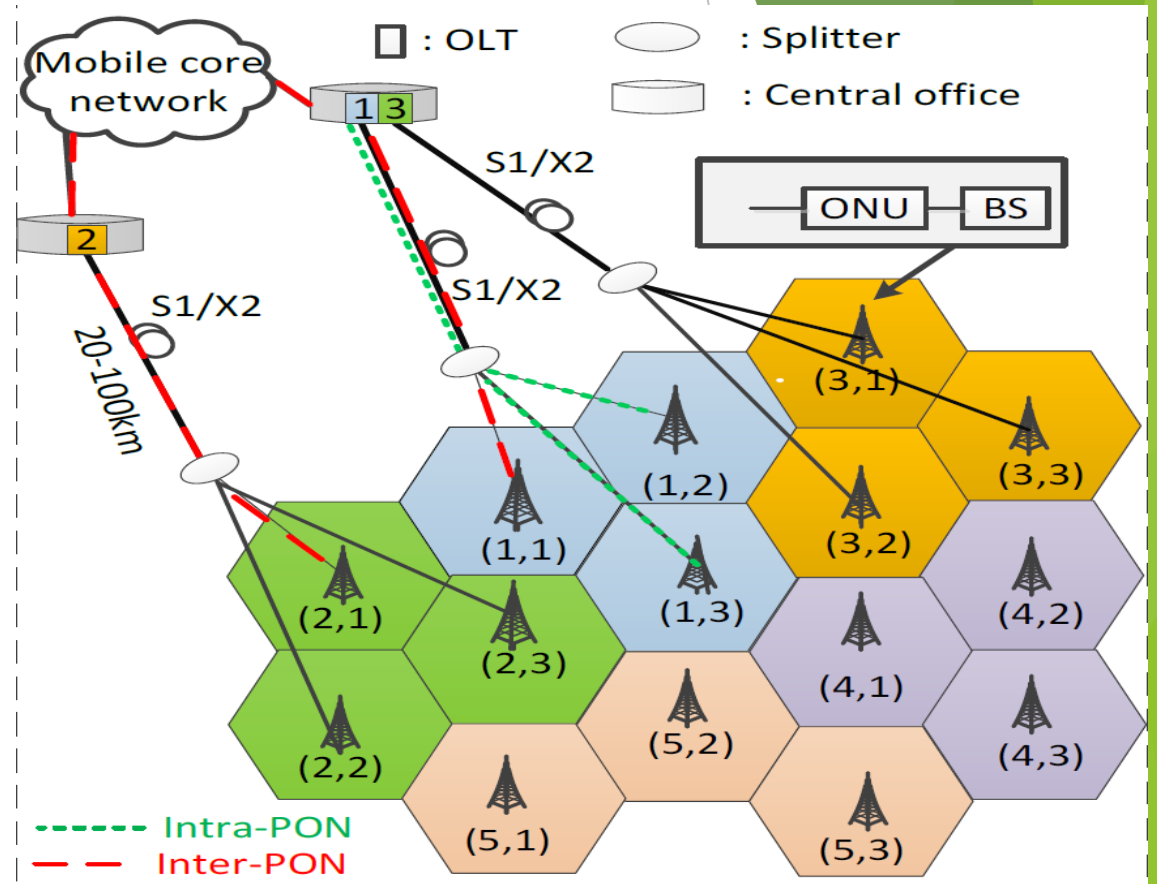 : OLT
: Splitter
Mobile core
network
1 3
: Central office
S1/X2
ONU
BS
2
S1/X2
S1/X2
20-100km
(3,1)
(1,2)
(3,3)
(1,1)
(3,2)
(2,1)
(1,3)
(4,2)
(2,3)
(4,1)
(5,2)
(4,3)
(2,2)
(5,1)
(5,3)
Intra-PON
Inter-PON